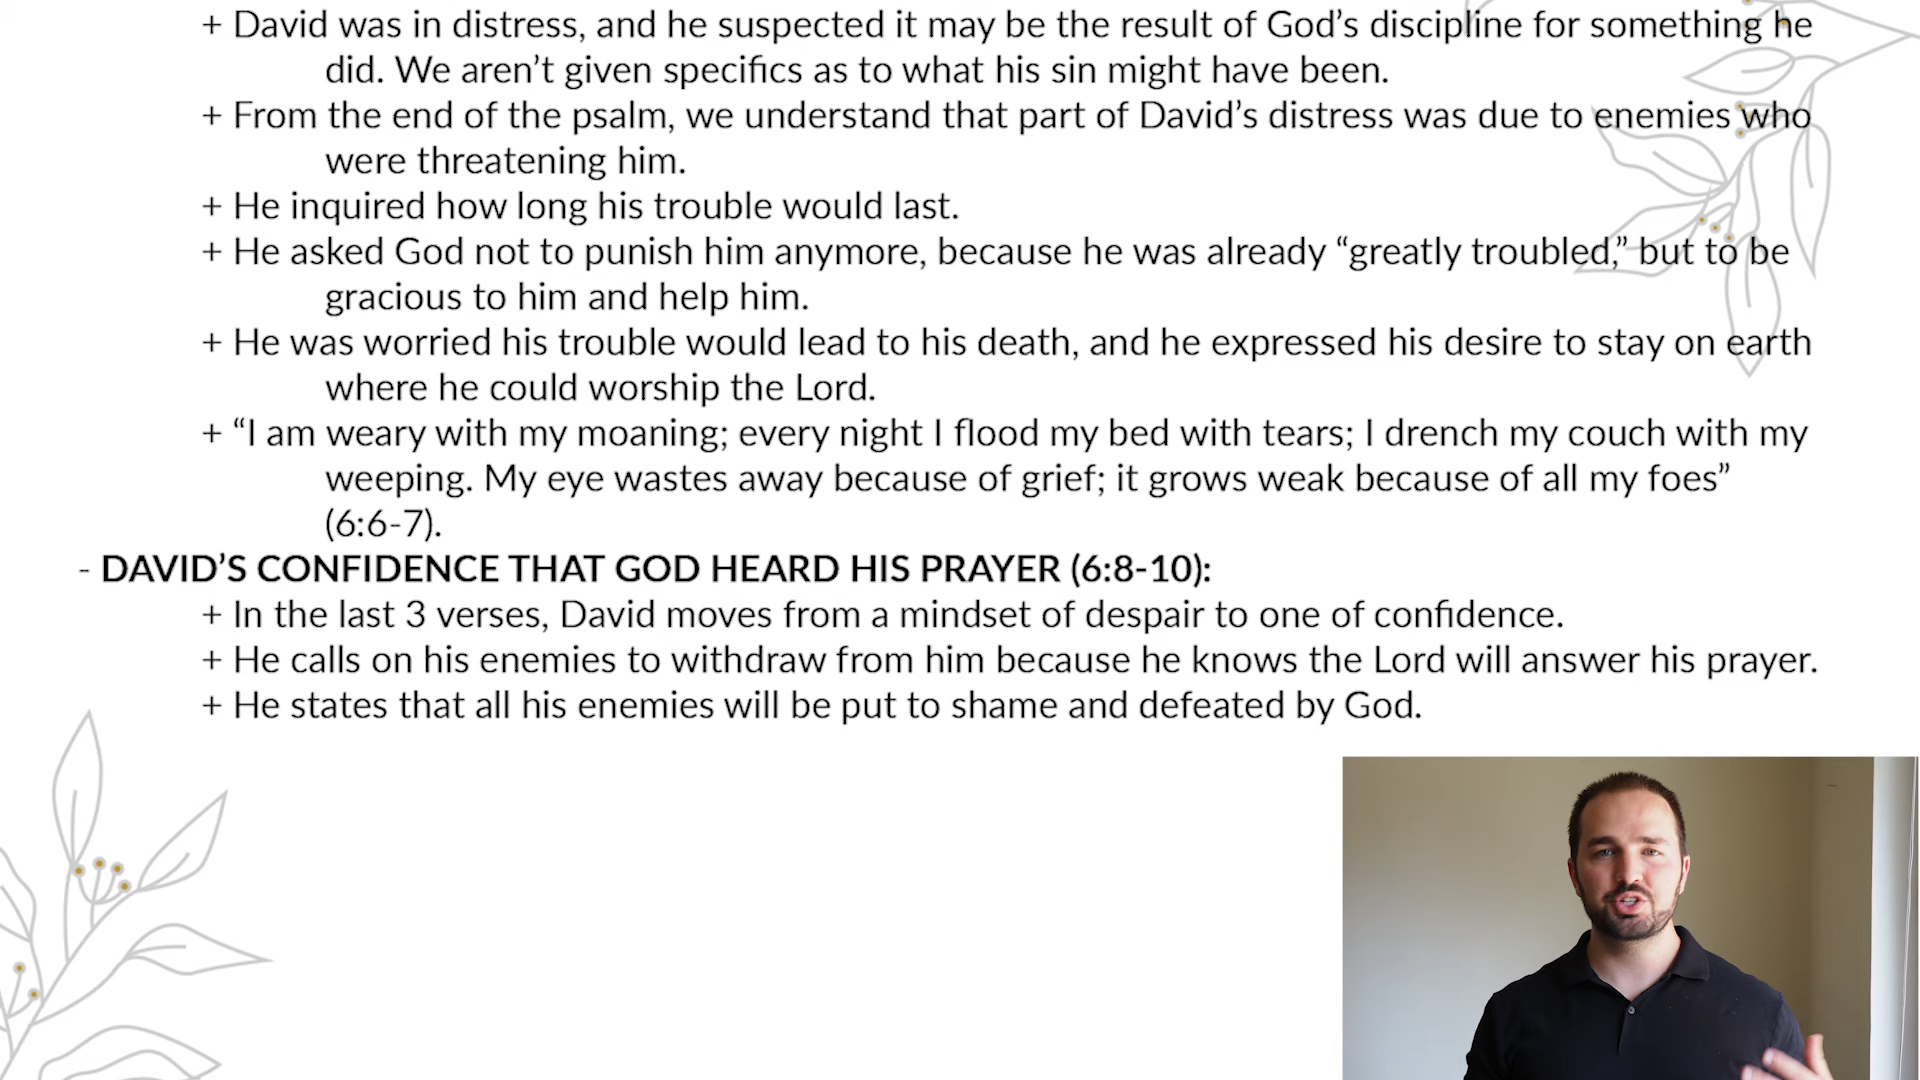 + David was in distress, and he suspected it may be the result of God’s discipline for something he
did. We aren’t given specifics as to what his sin might have been.
+ From the end of the psalm, we understand that part of David’s distress was due to enemies who
were threatening him.
+ He inquired how long his trouble would last.
+ He asked God not to punish him anymore, because he was already “greatly troubled,” but to be
gracious to him and help him.
+ He was worried his trouble would lead to his death, and he expressed his desire to stay on earth
where he could worship the Lord.
+ “I am weary with my moaning; every night I flood my bed with tears; I drench my couch with my
weeping. My eye wastes away because of grief; it grows weak because of all my foes”
(6:6-7).
- DAVID’S CONFIDENCE THAT GOD HEARD HIS PRAYER (6:8-10):
+ In the last 3 verses, David moves from a mindset of despair to one of confidence.
+ He calls on his enemies to withdraw from him because he knows the Lord will answer his prayer.
+ He states that all his enemies will be put to shame and defeated by God.